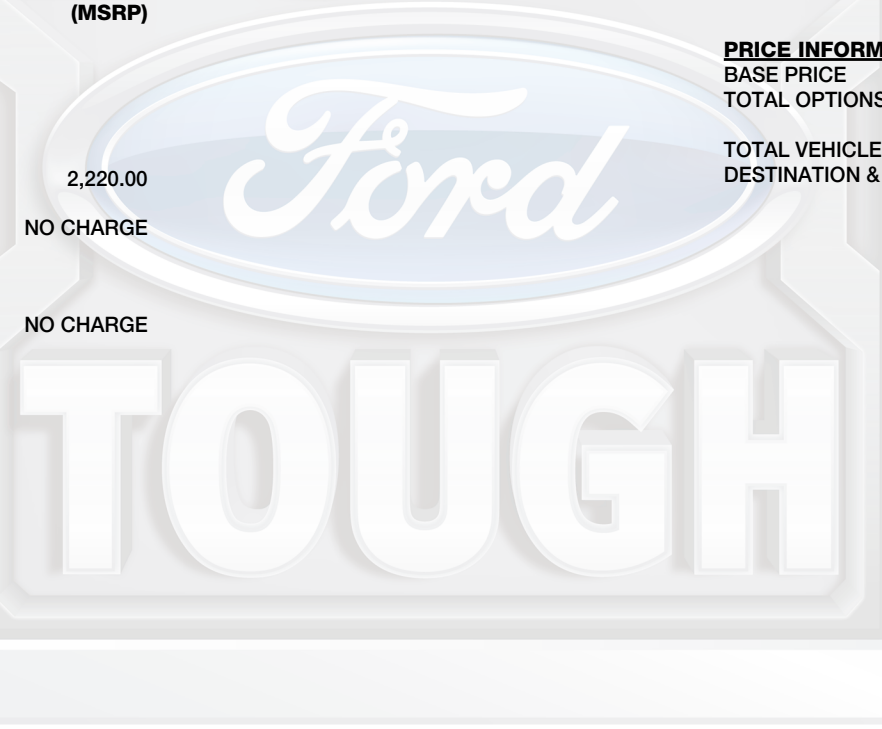 (MSRP)
2,220.00
NO CHARGE
NO CHARGE
PRICE INFORM
BASE PRICE
TOTAL OPTIONS
TOTAL VEHICLE
DESTINATION &
Ford
TOUGH